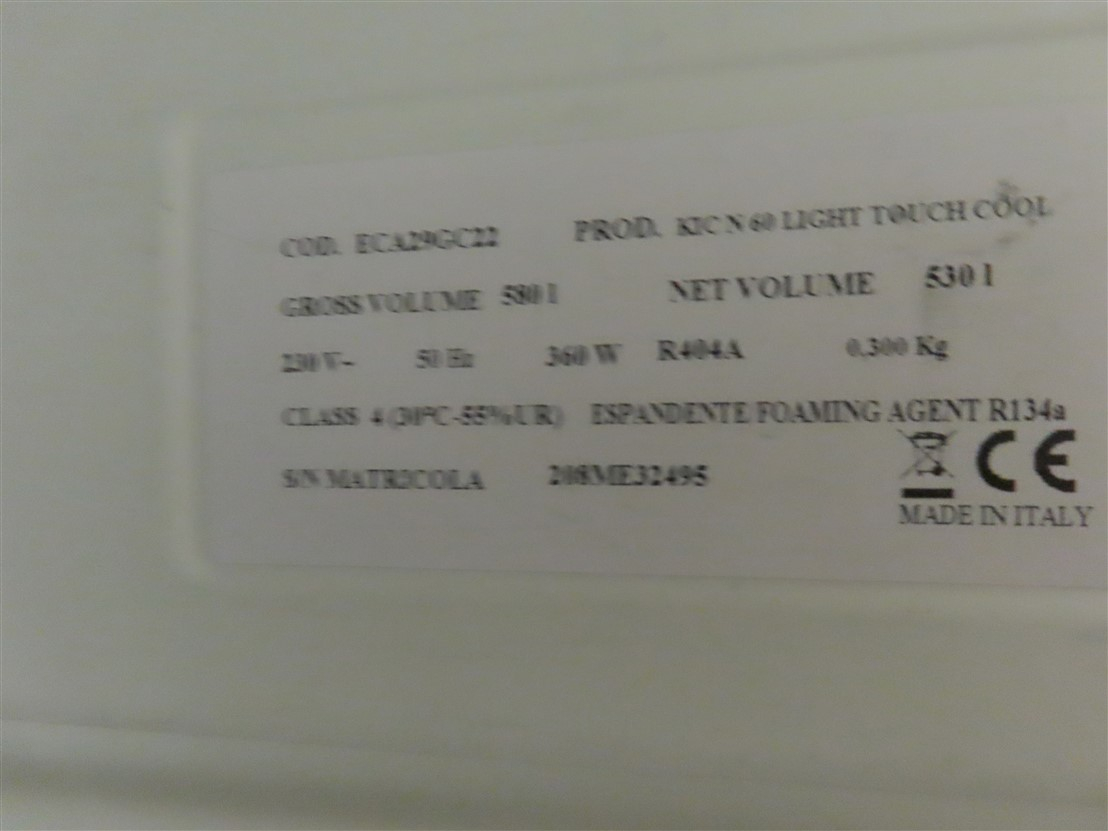 COD. ECA29GC22 PROD. KIC N 60 LIGHT TOUCH COOL
GROSS VOLUME 580 l NET VOLUME 530 l
230 V~ 50 Hz 360 W R404A 0.300 Kg
CLASS 4 (30°C-55%UR) ESPANDENTE FOAMING AGENT R134a
S/N MATRICOLA 208ME32495
CE
MADE IN ITALY